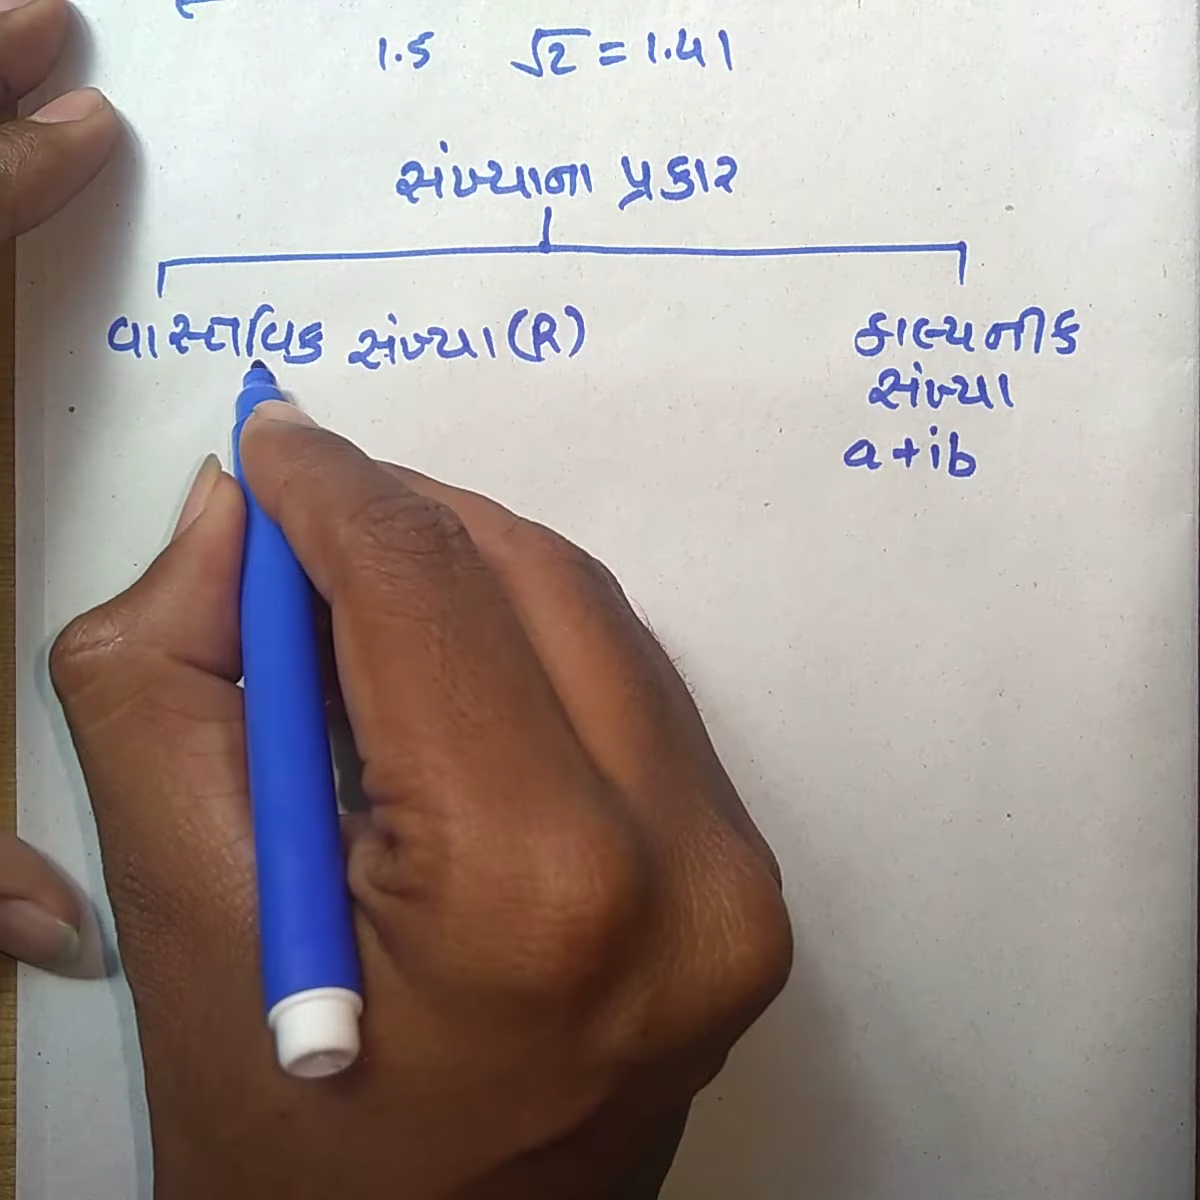 1.5 √2 = 1.41
સંખ્યાના પ્રકાર
વાસ્તવિક સંખ્યા (R)
કાલ્પનીક
સંખ્યા
a+ib